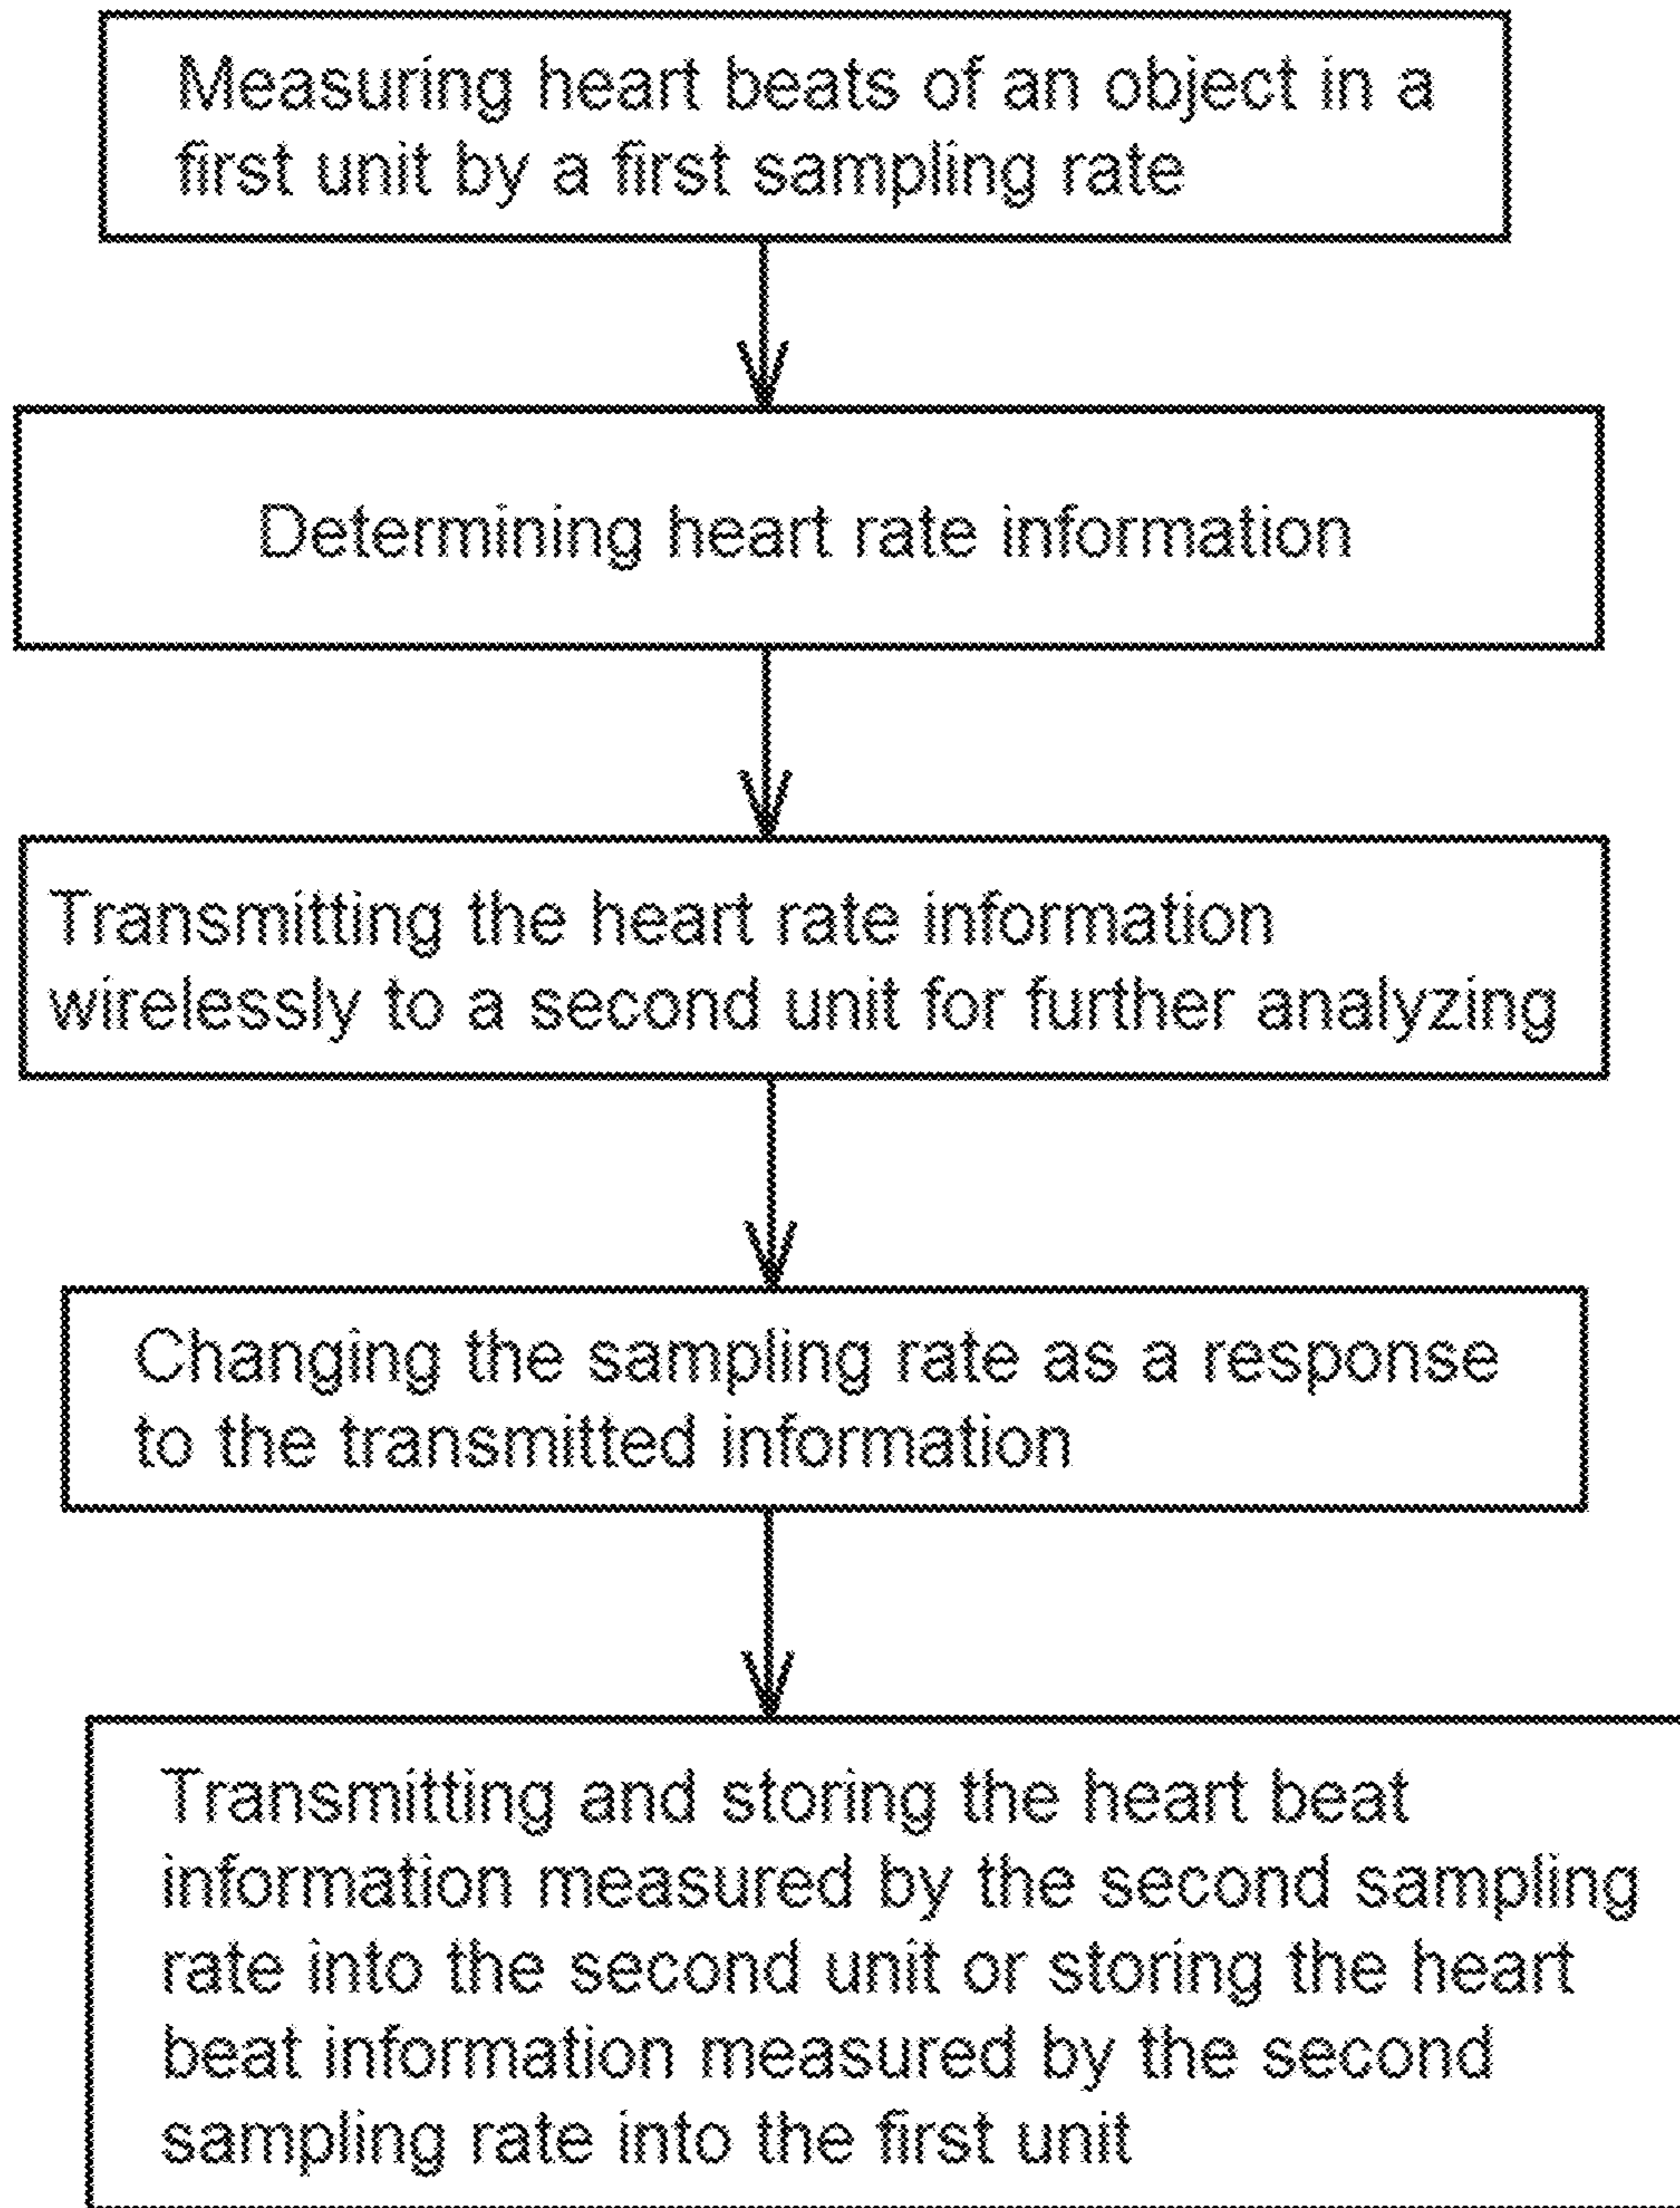 Measuring heart beats of an object in a
first unit by a first sampling rate
Determining heart rate information
Transmitting the heart rate information
wirelessly to a second unit for further analyzing
Changing the sampling rate as a response
to the transmitted information
Transmitting and storing the heart beat
information measured by the second sampling
rate into the second unit or storing the heart
beat information measured by the second
sampling rate into the first unit